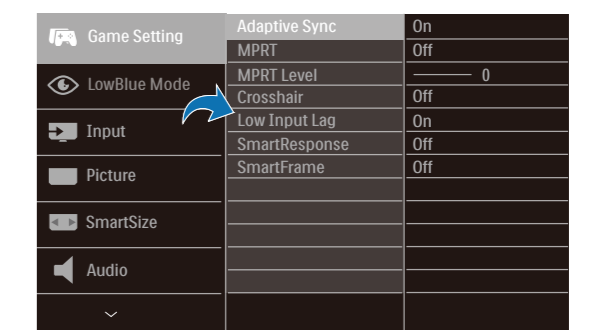 Game Setting
LowBlue Mode
Input
Picture
SmartSize
Audio
Adaptive Sync On
MPRT Off
MPRT Level 0
Crosshair Off
Low Input Lag On
SmartResponse Off
SmartFrame Off